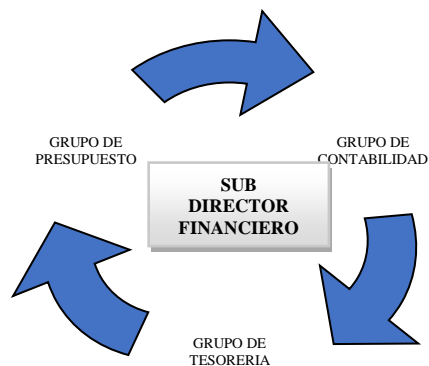 GRUPO DE
PRESUPUESTO
GRUPO DE
CONTABILIDAD
SUB
DIRECTOR
FINANCIERO
GRUPO DE
TESORERIA